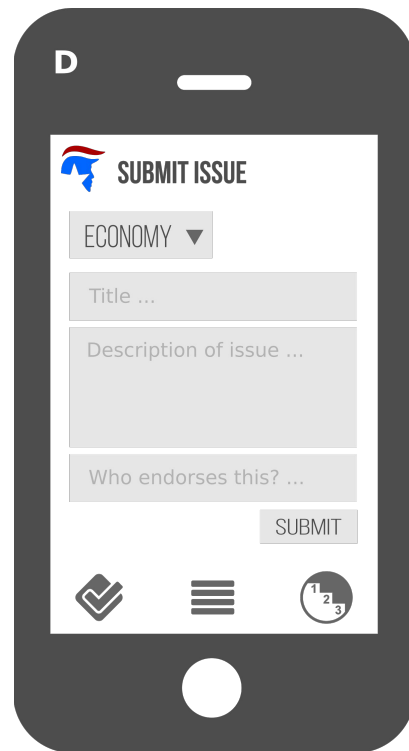 D
SUBMIT ISSUE
ECONOMY ▼
Title ...
Description of issue ...
Who endorses this? ...
SUBMIT
1
2
3